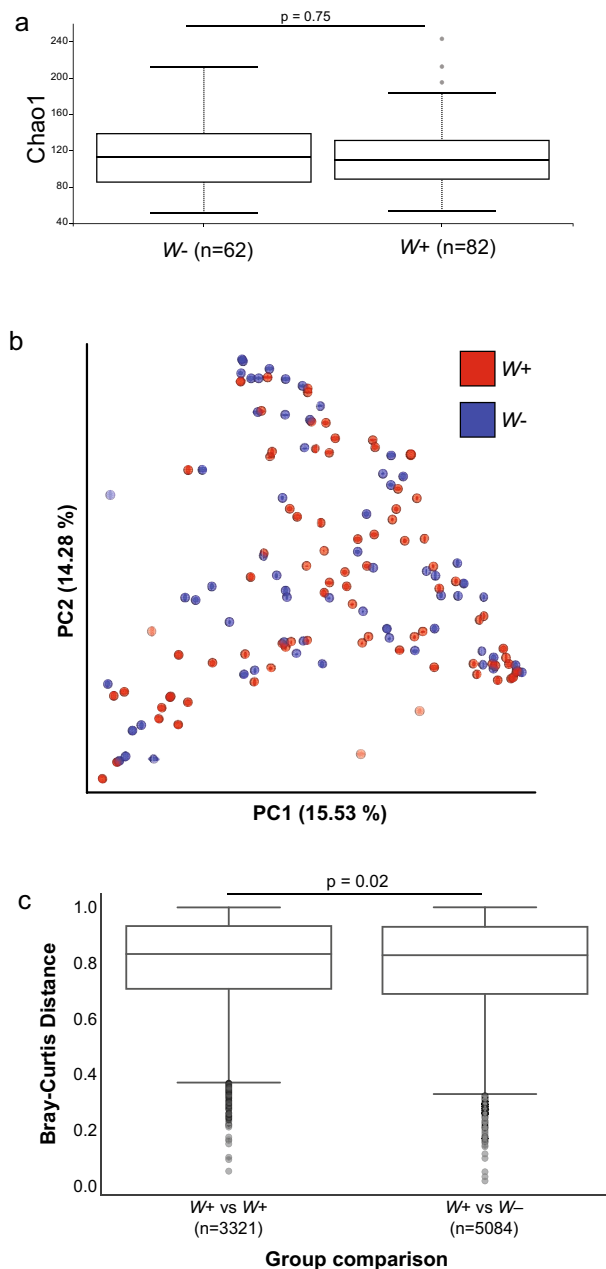 a
p = 0.75
Chao1
240
200
160
120
80
40
W- (n=62)
W+ (n=82)
b
W+
W-
PC2 (14.28 %)
PC1 (15.53 %)
c
p = 0.02
Bray-Curtis Distance
1.0
0.8
0.6
0.4
0.2
0.0
W+ vs W+
(n=3321)
W+ vs W–
(n=5084)
Group comparison